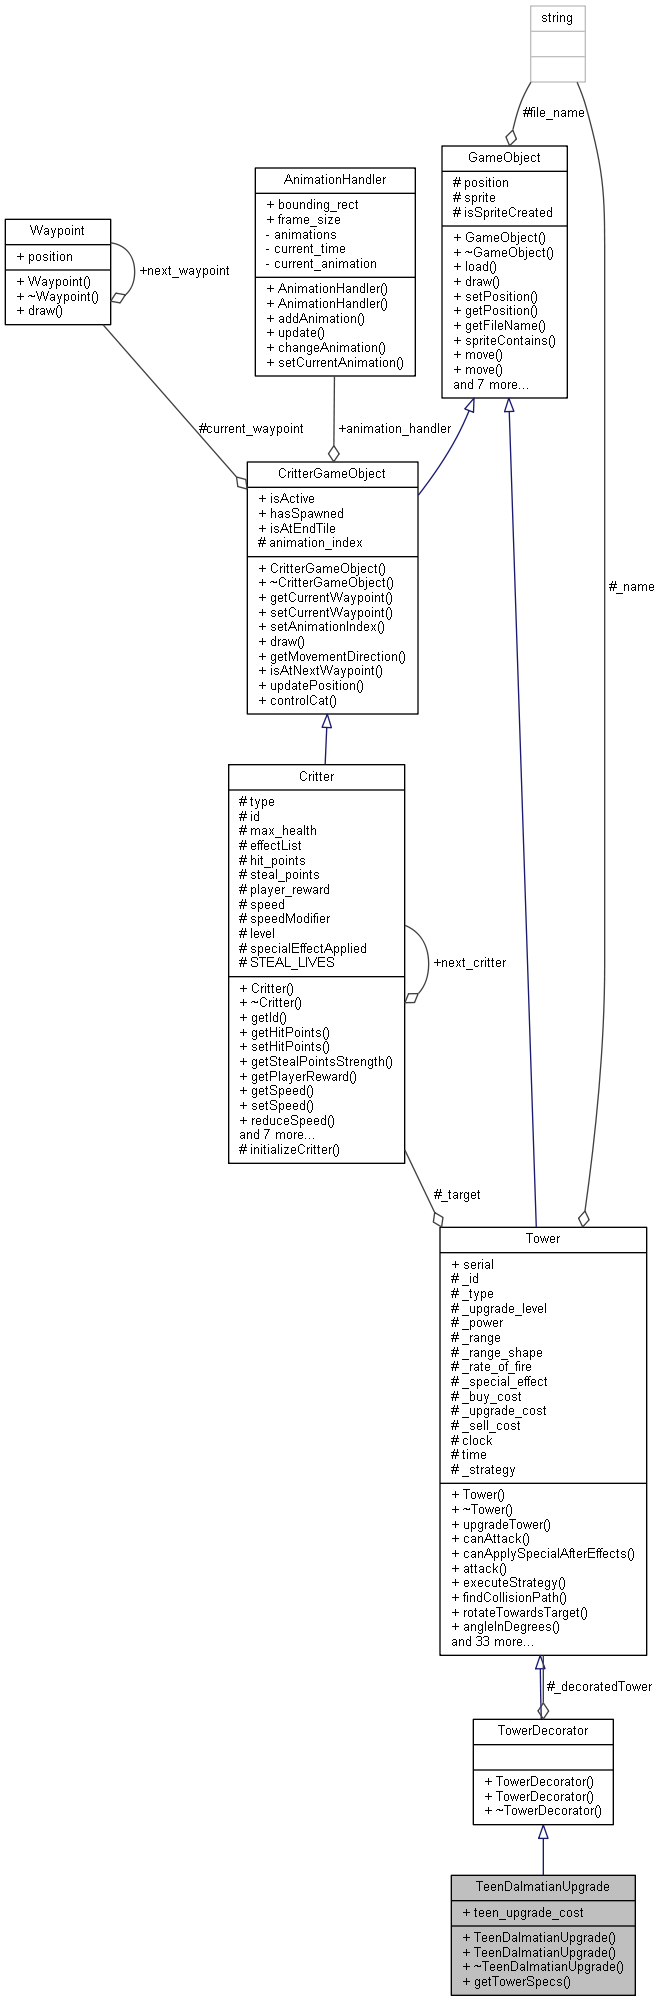 string
#file_name
GameObject
# position
# sprite
# isSpriteCreated
+ GameObject()
+ ~GameObject()
+ load()
+ draw()
+ setPosition()
+ getPosition()
+ getFileName()
+ spriteContains()
+ move()
+ move()
and 7 more...
AnimationHandler
+ bounding_rect
+ frame_size
- animations
- current_time
- current_animation
+ AnimationHandler()
+ AnimationHandler()
+ addAnimation()
+ update()
+ changeAnimation()
+ setCurrentAnimation()
Waypoint
+ position
+ Waypoint()
+ ~Waypoint()
+ draw()
+next_waypoint
#current_waypoint
+animation_handler
CritterGameObject
+ isActive
+ hasSpawned
+ isAtEndTile
# animation_index
+ CritterGameObject()
+ ~CritterGameObject()
+ getCurrentWaypoint()
+ setCurrentWaypoint()
+ setAnimationIndex()
+ draw()
+ getMovementDirection()
+ isAtNextWaypoint()
+ updatePosition()
+ controlCat()
#_name
Critter
# type
# id
# max_health
# effectList
# hit_points
# steal_points
# player_reward
# speed
# speedModifier
# level
# specialEffectApplied
# STEAL_LIVES
+ Critter()
+ ~Critter()
+ getId()
+ getHitPoints()
+ setHitPoints()
+ getStealPointsStrength()
+ getPlayerReward()
+ getSpeed()
+ setSpeed()
+ reduceSpeed()
and 7 more...
# initializeCritter()
+next_critter
#_target
Tower
+ serial
# _id
# _type
# _upgrade_level
# _power
# _range
# _range_shape
# _rate_of_fire
# _special_effect
# _buy_cost
# _upgrade_cost
# _sell_cost
# clock
# time
# _strategy
+ Tower()
+ ~Tower()
+ upgradeTower()
+ canAttack()
+ canApplySpecialAfterEffects()
+ attack()
+ executeStrategy()
+ findCollisionPath()
+ rotateTowardsTarget()
+ angleInDegrees()
and 33 more...
#_decoratedTower
TowerDecorator
+ TowerDecorator()
+ TowerDecorator()
+ ~TowerDecorator()
TeenDalmatianUpgrade
+ teen_upgrade_cost
+ TeenDalmatianUpgrade()
+ TeenDalmatianUpgrade()
+ ~TeenDalmatianUpgrade()
+ getTowerSpecs()